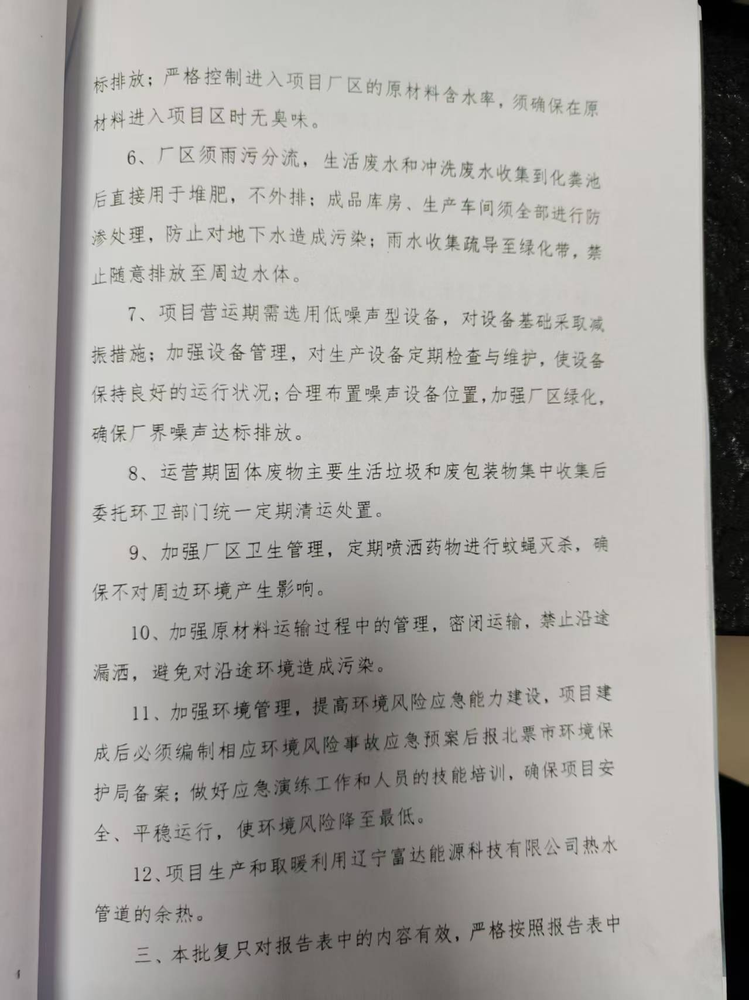 标排放；严格控制进入项目厂区的原材料含水率，须确保在原
材料进入项目区时无臭味。
6、厂区须雨污分流，生活废水和冲洗废水收集到化粪池
后直接用于堆肥，不外排；成品库房、生产车间须全部进行防
渗处理，防止对地下水造成污染；雨水收集疏导至绿化带，禁
止随意排放至周边水体。
7、项目营运期需选用低噪声型设备，对设备基础采取减
振措施；加强设备管理，对生产设备定期检查与维护，使设备
保持良好的运行状况；合理布置噪声设备位置，加强厂区绿化，
确保厂界噪声达标排放。
8、运营期固体废物主要生活垃圾和废包装物集中收集后
委托环卫部门统一定期清运处置。
9、加强厂区卫生管理，定期喷洒药物进行蚊蝇灭杀，确
保不对周边环境产生影响。
10、加强原材料运输过程中的管理，密闭运输，禁止沿途
漏洒，避免对沿途环境造成污染。
11、加强环境管理，提高环境风险应急能力建设，项目建
成后必须编制相应环境风险事故应急预案后报北票市环境保
护局备案；做好应急演练工作和人员的技能培训，确保项目安
全、平稳运行，使环境风险降至最低。
12、项目生产和取暖利用辽宁富达能源科技有限公司热水
管道的余热。
三、本批复只对报告表中的内容有效，严格按照报告表中